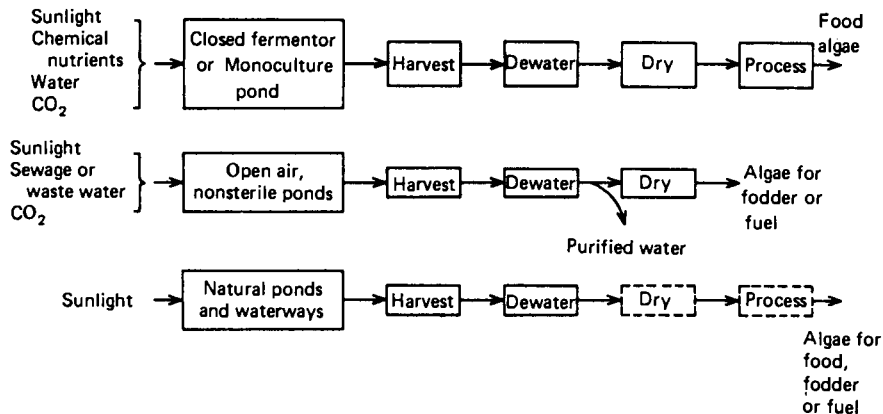 Sunlight
Chemical
nutrients
Water
CO2
Closed fermentor
or Monoculture
pond
Harvest
Dewater
Dry
Process
Food
algae
Sunlight
Sewage or
waste water
CO2
Open air,
nonsterile ponds
Harvest
Dewater
Dry
Purified water
Algae for
fodder or
fuel
Sunlight
Natural ponds
and waterways
Harvest
Dewater
Dry
Process
Algae for
food,
fodder
or fuel